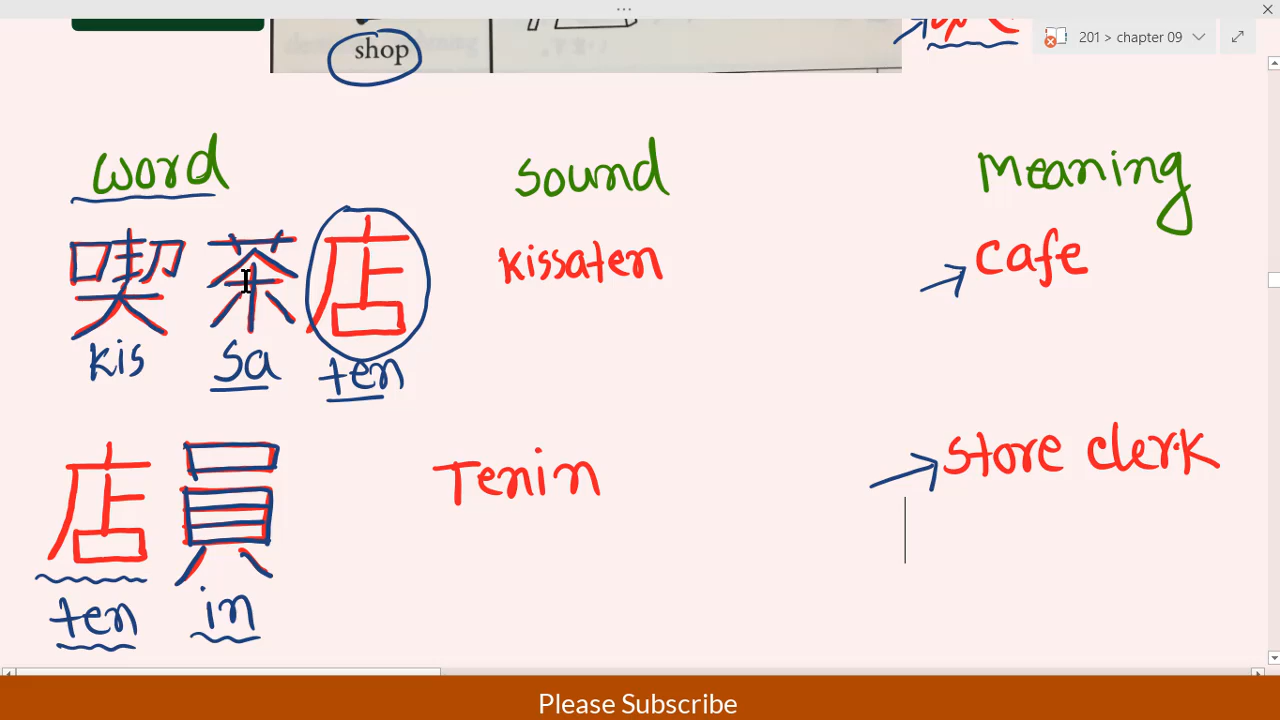 shop
201 > chapter 09
word sound Meaning
喫茶店 kissaten cafe
kis sa ten
店員 Tenin store clerk
ten in
Please Subscribe